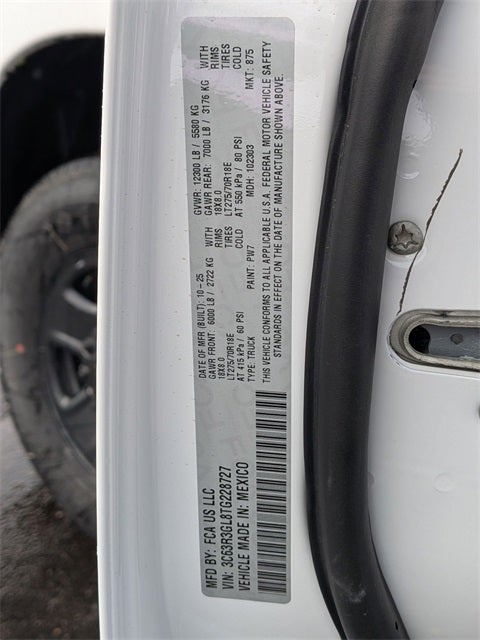 MFD BY: FCA US LLC
VIN: 3C63R3GL8TG228727
VEHICLE MADE IN: MEXICO
DATE OF MFR (BUILT): 10-25
GVWR: 12300 LB / 5580 KG
GAWR FRONT: 6000 LB / 2722 KG WITH
GAWR REAR: 7000 LB / 3176 KG WITH
18X8.0 RIMS
18X8.0 RIMS
LT275/70R18E TIRES
LT275/70R18E TIRES
AT 415 kPa / 60 PSI COLD
AT 550 kPa / 80 PSI COLD
TYPE: TRUCK PAINT: PW7 MDH: 102303 MKT: 875
THIS VEHICLE CONFORMS TO ALL APPLICABLE U.S.A. FEDERAL MOTOR VEHICLE SAFETY
STANDARDS IN EFFECT ON THE DATE OF MANUFACTURE SHOWN ABOVE.